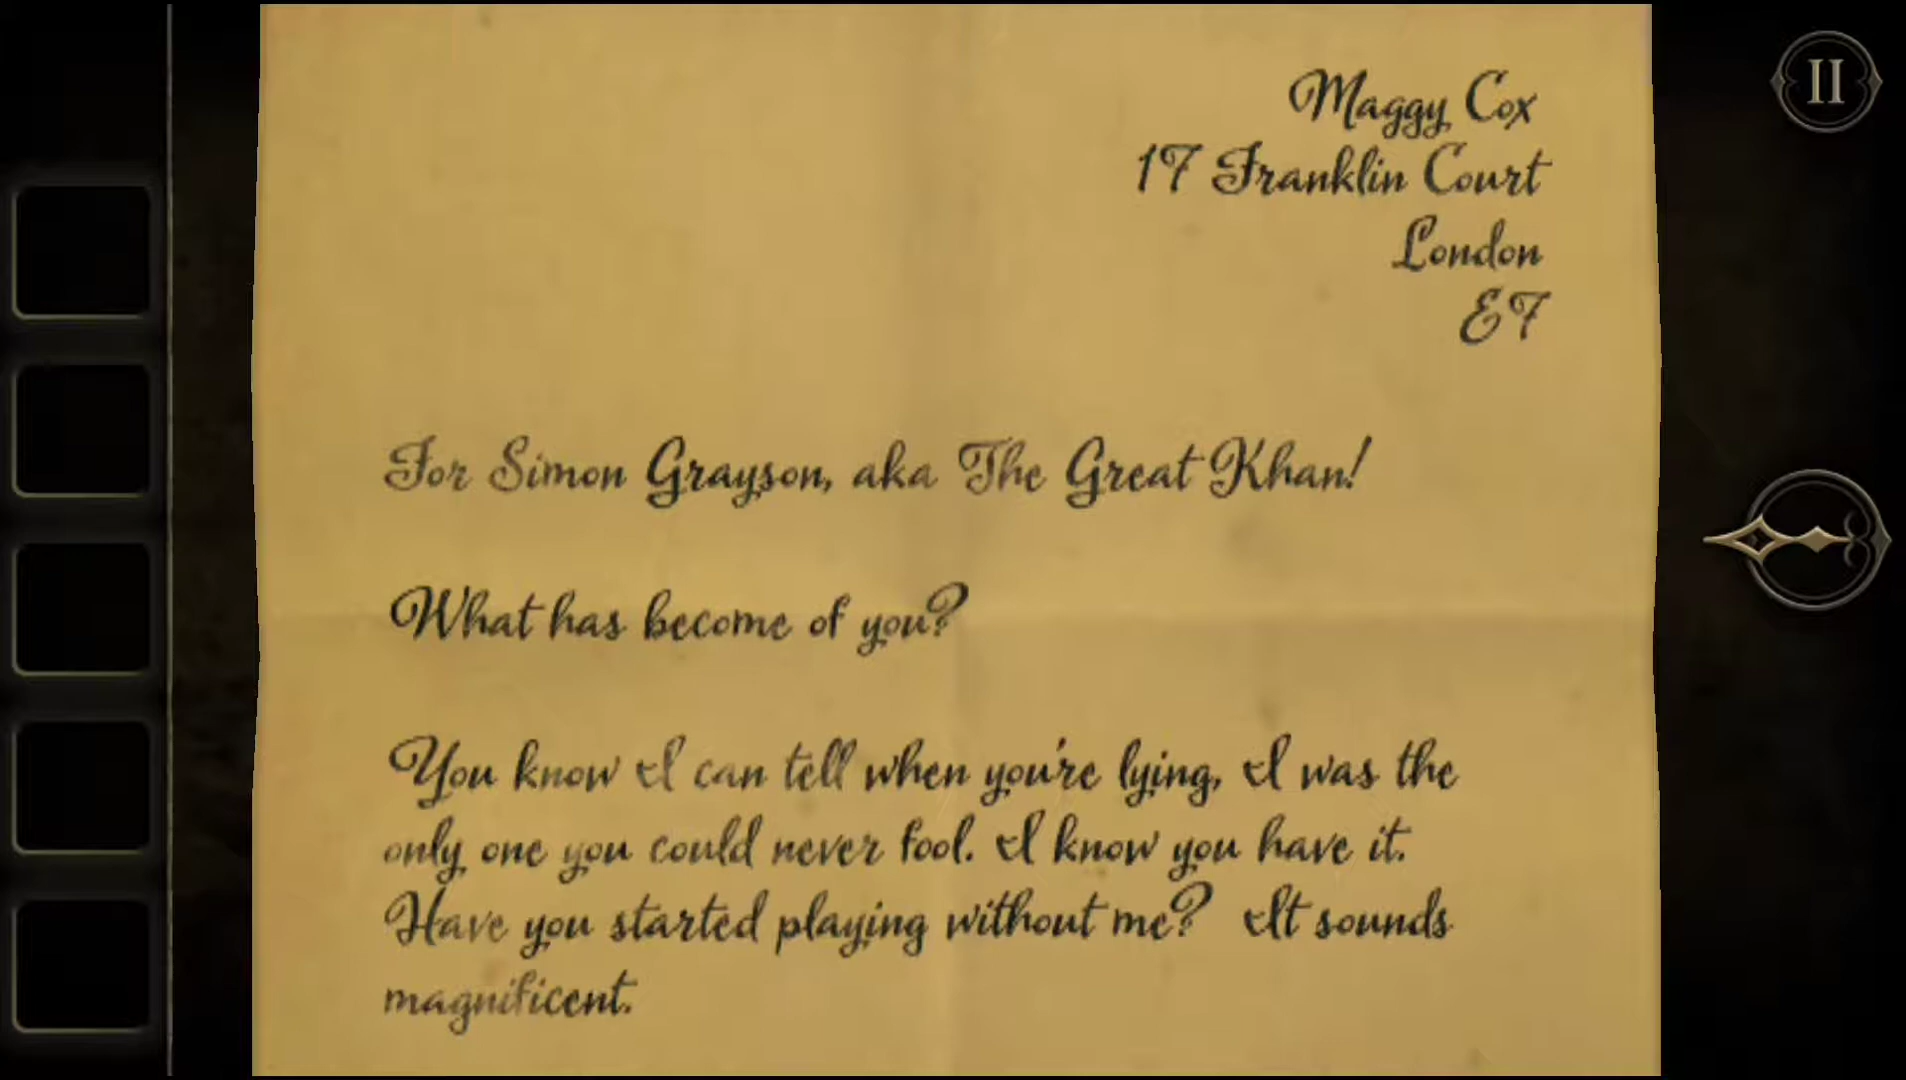 Maggy Cox
17 Franklin Court
London
E7
For Simon Grayson, aka The Great Khan!
What has become of you?
You know I can tell when you're lying, I was the
only one you could never fool. I know you have it.
Have you started playing without me? It sounds
magnificent.
II